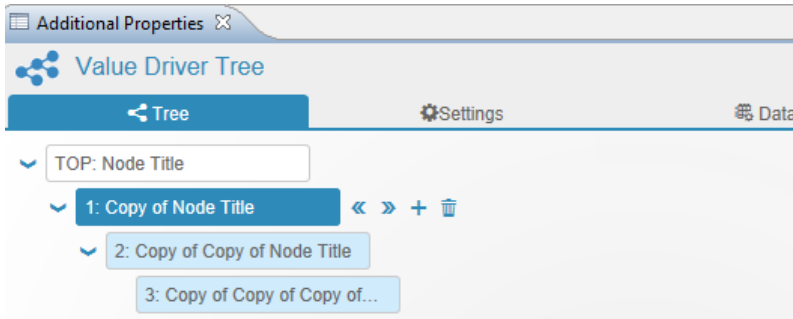 Additional Properties
Value Driver Tree
Tree Settings Data
TOP: Node Title
1: Copy of Node Title
2: Copy of Copy of Node Title
3: Copy of Copy of Copy of...